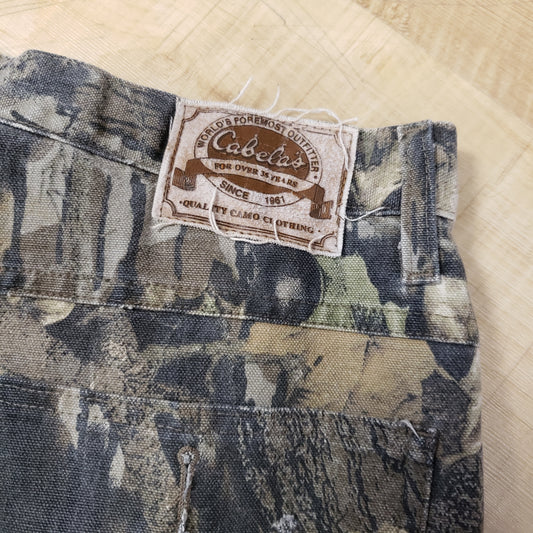 WORLD'S FOREMOST OUTFITTER
Cabela's
FOR OVER 35 YEARS
SINCE 1961
·QUALITY CAMO CLOTHING·